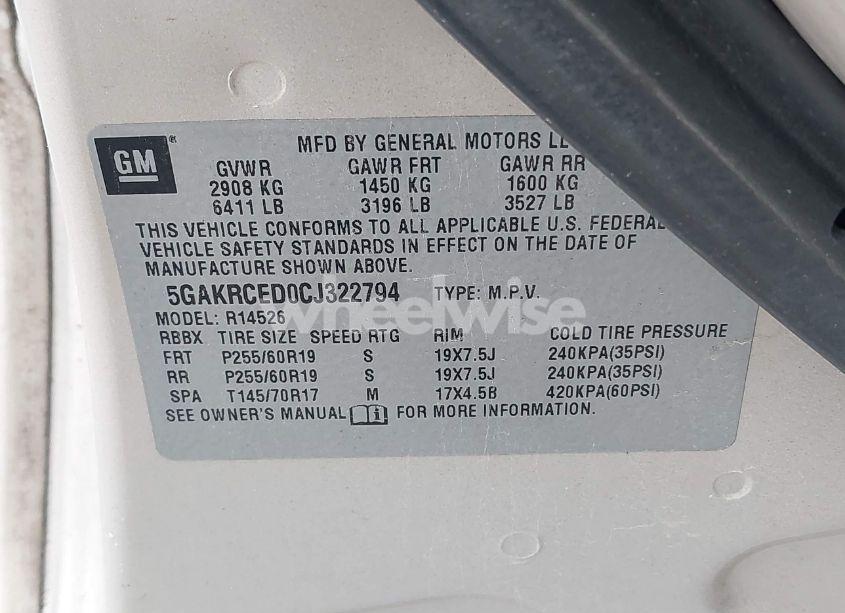 GM®
MFD BY GENERAL MOTORS LL
GVWR GAWR FRT GAWR RR
2908 KG 1450 KG 1600 KG
6411 LB 3196 LB 3527 LB
THIS VEHICLE CONFORMS TO ALL APPLICABLE U.S. FEDERAL
VEHICLE SAFETY STANDARDS IN EFFECT ON THE DATE OF
MANUFACTURE SHOWN ABOVE.
5GAKRCED0CJ322794 TYPE: M.P.V.
MODEL: R14526
wheelwise
RBBX TIRE SIZE SPEED RTG RIM COLD TIRE PRESSURE
FRT P255/60R19 S 19X7.5J 240KPA(35PSI)
RR P255/60R19 S 19X7.5J 240KPA(35PSI)
SPA T145/70R17 M 17X4.5B 420KPA(60PSI)
SEE OWNER'S MANUAL i FOR MORE INFORMATION.